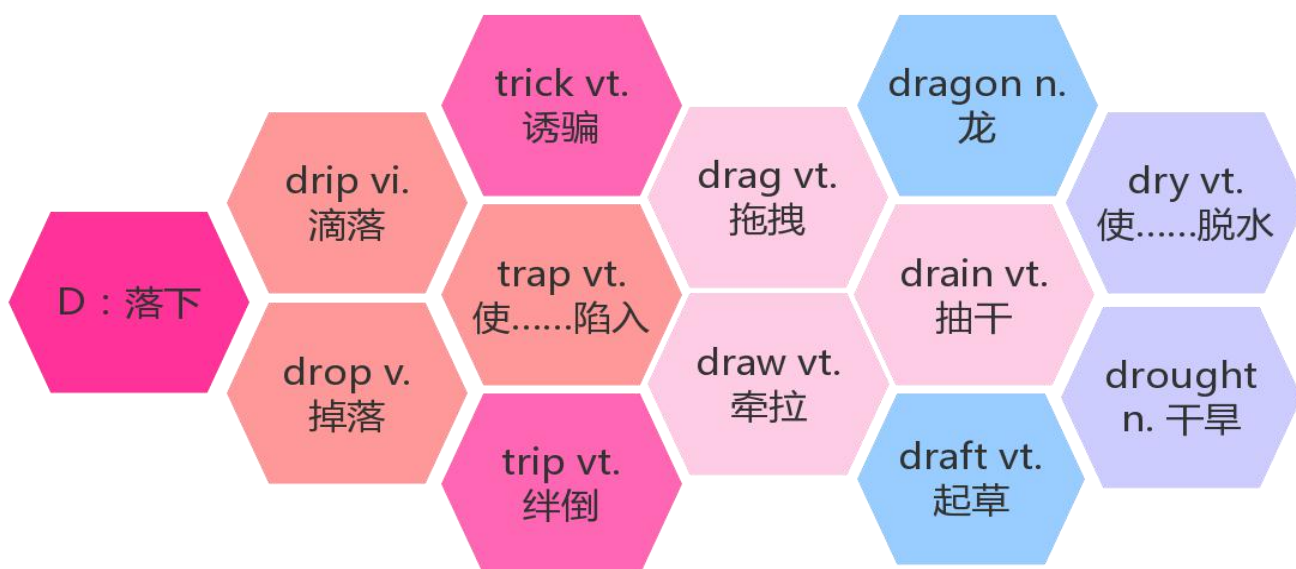 D：落下
drip vi.
滴落
drop v.
掉落
trick vt.
诱骗
trap vt.
使……陷入
trip vt.
绊倒
drag vt.
拖拽
draw vt.
牵拉
dragon n.
龙
drain vt.
抽干
draft vt.
起草
dry vt.
使……脱水
drought
n. 干旱